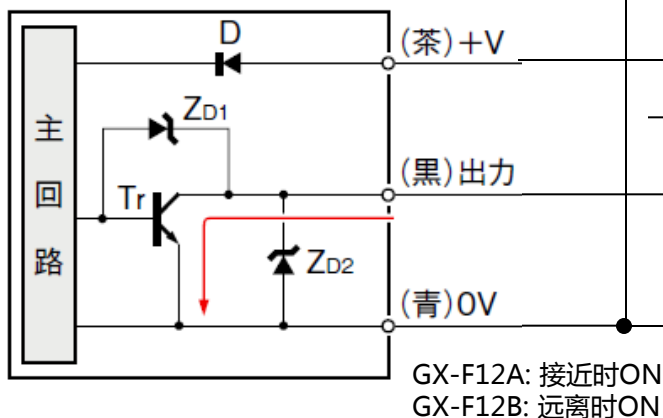 D
(茶)+V
ZD1
主回路
Tr
(黒)出力
ZD2
(青)0V
GX-F12A: 接近时ON
GX-F12B: 远离时ON